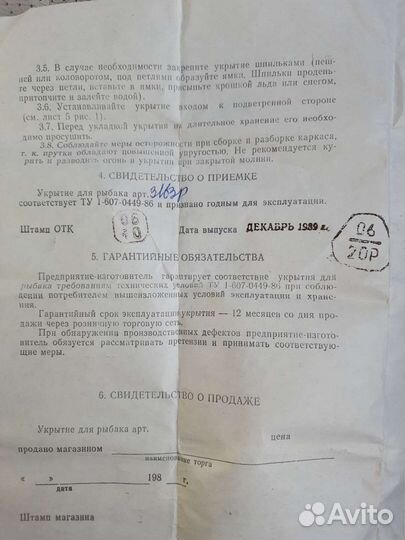 3.5. В случае необходимости закрепите укрытие шпильками (пеш-
ней или коловоротом, под петлями образуйте ямки. Шпильки продень-
те через петли, вставьте в ямки, присыпьте крошкой льда или снегом,
притопчите и залейте водой).
3.6. Устанавливайте укрытие входом к подветренной стороне
(см. лист 5 рис. 1).
3.7. Перед укладкой укрытия на длительное хранение его необхо-
димо просушить.
3.8. Соблюдайте меры осторожности при сборке и разборке каркаса,
т. к. прутки обладают повышенной упругостью. Не рекомендуется ку-
рить и разводить огонь в укрытии при закрытой молнии.
4. СВИДЕТЕЛЬСТВО О ПРИЕМКЕ
Укрытие для рыбака арт. 3163р
соответствует ТУ 1-607-0449-86 и признано годным для эксплуатации.
Штамп ОТК 06 20 Дата выпуска ДЕКАБРЬ 1989 г. 06 20Р
5. ГАРАНТИЙНЫЕ ОБЯЗАТЕЛЬСТВА
Предприятие-изготовитель гарантирует соответствие укрытия для
рыбака требованиям технических условий ТУ 1-607-0449-86 при соблю-
дении потребителем вышеизложенных условий эксплуатации и хране-
ния.
Гарантийный срок эксплуатации укрытия — 12 месяцев со дня про-
дажи через розничную торговую сеть.
При обнаружении производственных дефектов предприятие-изгото-
витель обязуется рассматривать претензии и принимать соответствую-
щие меры.
6. СВИДЕТЕЛЬСТВО О ПРОДАЖЕ
Укрытие для рыбака арт.
цена
продано магазином
наименование торга
« » 198 г.
дата
Штамп магазина
Avito